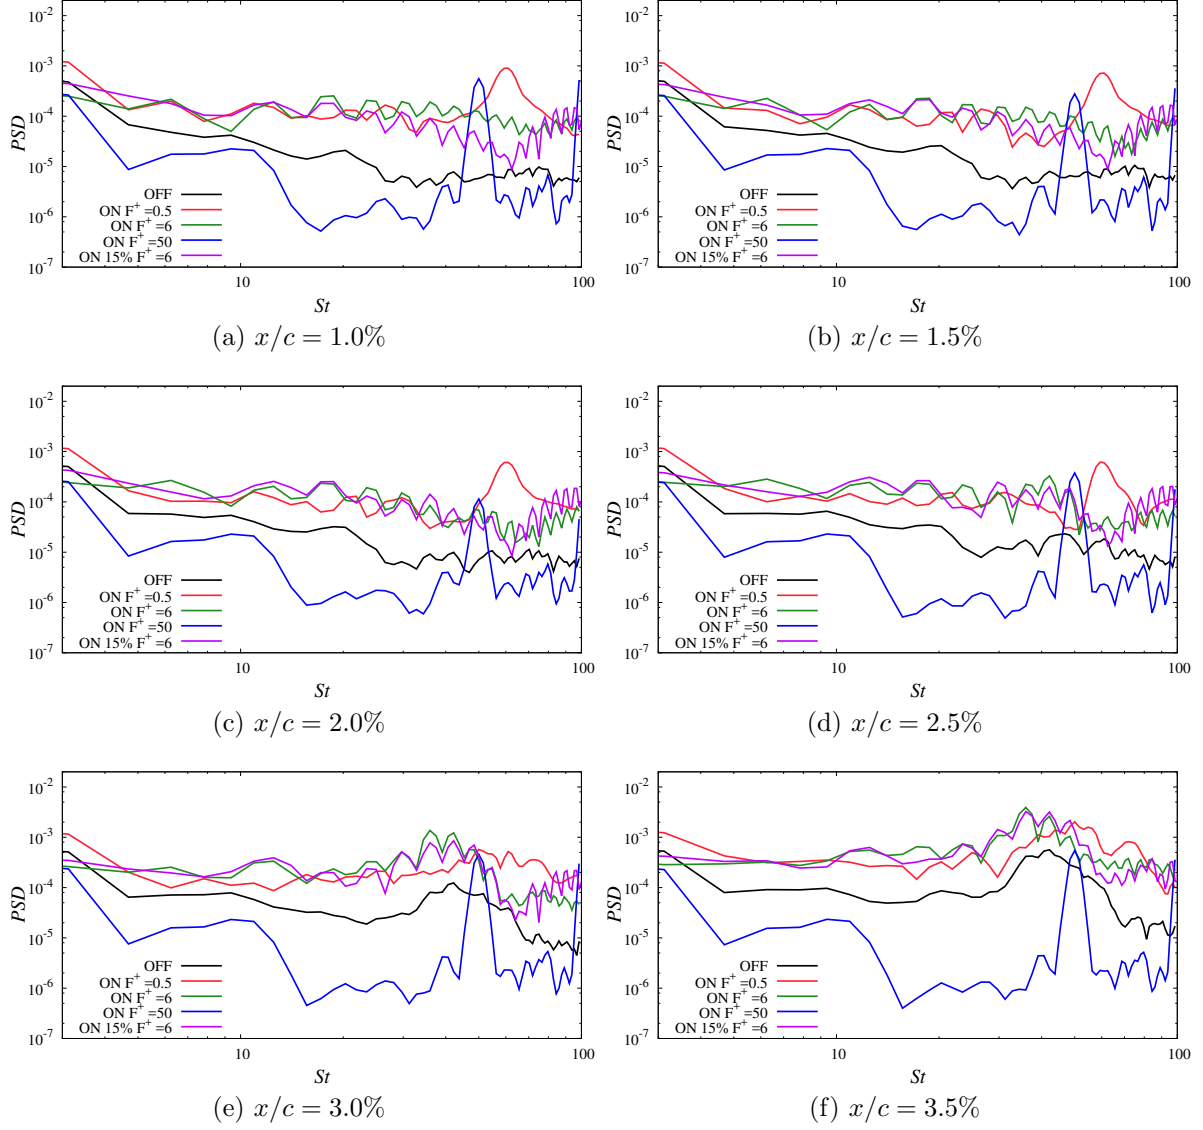 10⁻²
10⁻³
10⁻⁴
10⁻⁵
10⁻⁶
10⁻⁷
PSD
OFF
ON F⁺=0.5
ON F⁺=6
ON F⁺=50
ON 15% F⁺=6
10
100
St
(a) x/c = 1.0%
10⁻²
10⁻³
10⁻⁴
10⁻⁵
10⁻⁶
10⁻⁷
PSD
OFF
ON F⁺=0.5
ON F⁺=6
ON F⁺=50
ON 15% F⁺=6
10
100
St
(b) x/c = 1.5%
10⁻²
10⁻³
10⁻⁴
10⁻⁵
10⁻⁶
10⁻⁷
PSD
OFF
ON F⁺=0.5
ON F⁺=6
ON F⁺=50
ON 15% F⁺=6
10
100
St
(c) x/c = 2.0%
10⁻²
10⁻³
10⁻⁴
10⁻⁵
10⁻⁶
10⁻⁷
PSD
OFF
ON F⁺=0.5
ON F⁺=6
ON F⁺=50
ON 15% F⁺=6
10
100
St
(d) x/c = 2.5%
10⁻²
10⁻³
10⁻⁴
10⁻⁵
10⁻⁶
10⁻⁷
PSD
OFF
ON F⁺=0.5
ON F⁺=6
ON F⁺=50
ON 15% F⁺=6
10
100
St
(e) x/c = 3.0%
10⁻²
10⁻³
10⁻⁴
10⁻⁵
10⁻⁶
10⁻⁷
PSD
OFF
ON F⁺=0.5
ON F⁺=6
ON F⁺=50
ON 15% F⁺=6
10
100
St
(f) x/c = 3.5%